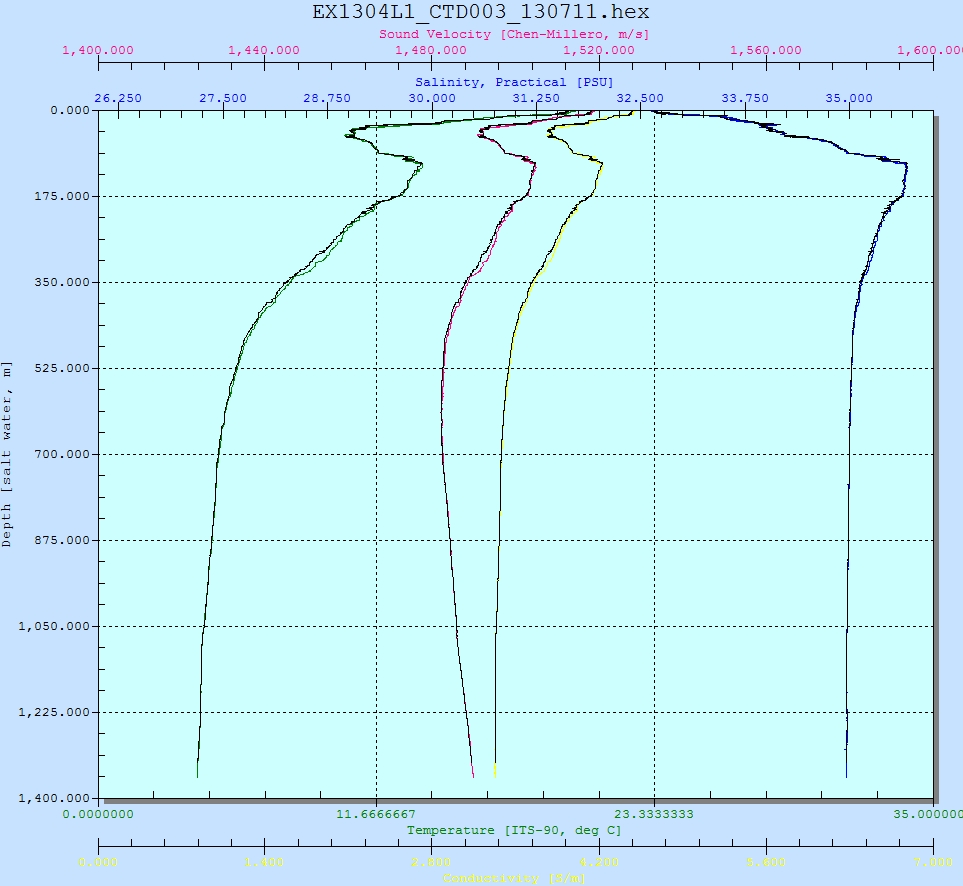 EX1304L1_CTD003_130711.hex
Sound Velocity [Chen-Millero, m/s]
1,400.000 1,440.000 1,480.000 1,520.000 1,560.000 1,600.000
Salinity, Practical [PSU]
26.250 27.500 28.750 30.000 31.250 32.500 33.750 35.000
0.000
175.000
350.000
525.000
700.000
875.000
1,050.000
1,225.000
1,400.000
Depth [salt water, m]
0.0000000 11.6666667 23.3333333 35.000000
Temperature [ITS-90, deg C]
0.000 1.400 2.800 4.200 5.600 7.000
Conductivity [S/m]